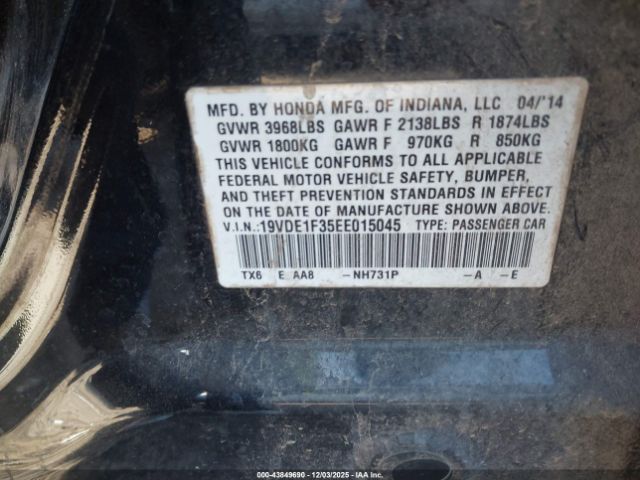 MFD. BY HONDA MFG. OF INDIANA, LLC 04/'14
GVWR 3968LBS GAWR F 2138LBS R 1874LBS
GVWR 1800KG GAWR F 970KG R 850KG
THIS VEHICLE CONFORMS TO ALL APPLICABLE
FEDERAL MOTOR VEHICLE SAFETY, BUMPER,
AND THEFT PREVENTION STANDARDS IN EFFECT
ON THE DATE OF MANUFACTURE SHOWN ABOVE.
V.I.N.:19VDE1F35EE015045 TYPE: PASSENGER CAR
TX6 E AA8 -NH731P -A -E
000-43849690 - 12/03/2025 - IAA Inc.